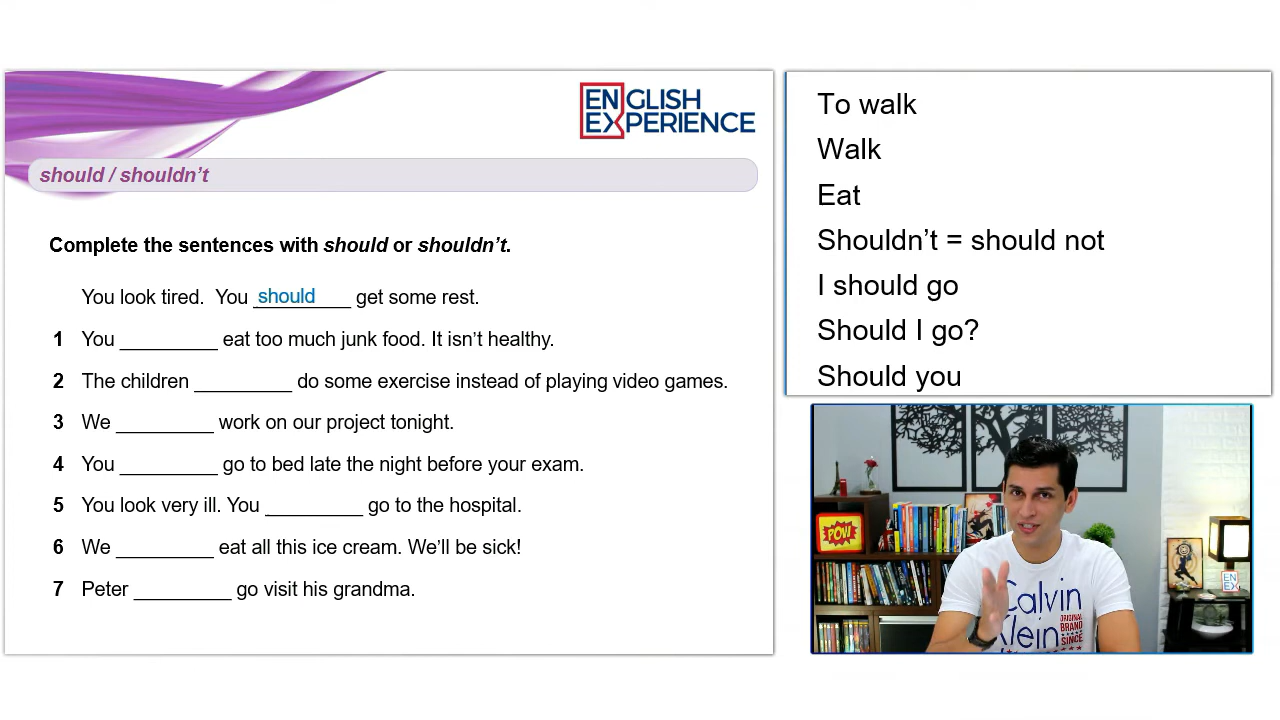 ENGLISH
EXPERIENCE
should / shouldn’t
Complete the sentences with should or shouldn’t.
You look tired. You should get some rest.
1 You _________ eat too much junk food. It isn’t healthy.
2 The children _________ do some exercise instead of playing video games.
3 We _________ work on our project tonight.
4 You _________ go to bed late the night before your exam.
5 You look very ill. You _________ go to the hospital.
6 We _________ eat all this ice cream. We’ll be sick!
7 Peter _________ go visit his grandma.
To walk
Walk
Eat
Shouldn’t = should not
I should go
Should I go?
Should you
POW
Calvin
Klein
ORIGINAL
BRAND
SINCE
EN
EX